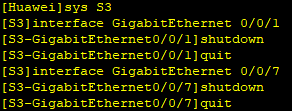 [Huawei]sys S3
[S3]interface GigabitEthernet 0/0/1
[S3-GigabitEthernet0/0/1]shutdown
[S3-GigabitEthernet0/0/1]quit
[S3]interface GigabitEthernet 0/0/7
[S3-GigabitEthernet0/0/7]shutdown
[S3-GigabitEthernet0/0/7]quit